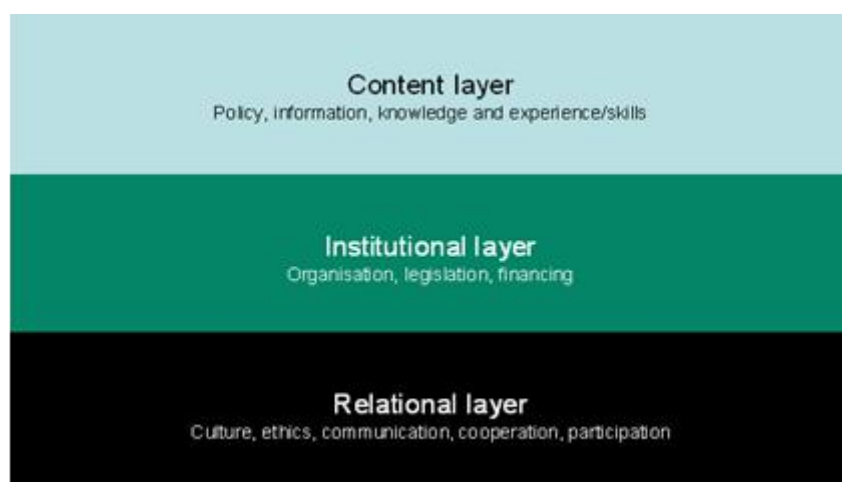 Content layer
Policy, information, knowledge and experience/skills
Institutional layer
Organisation, legislation, financing
Relational layer
Culture, ethics, communication, cooperation, participation